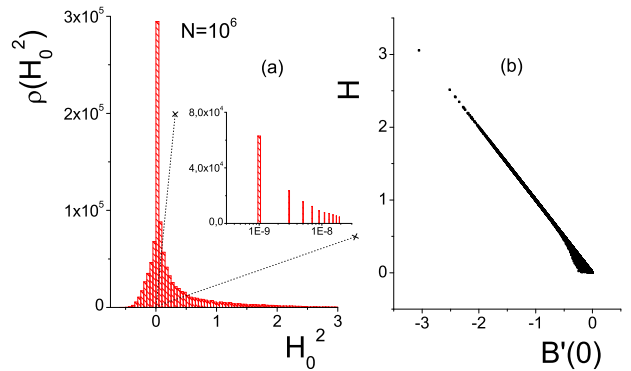 N=10^6
(a)
ρ(H_0^2)
3x10^5
2x10^5
1x10^5
0
0
1
2
3
H_0^2
8,0x10^4
4,0x10^4
0,0
1E-9
1E-8
(b)
H
3
2
1
0
-3
-2
-1
0
B'(0)